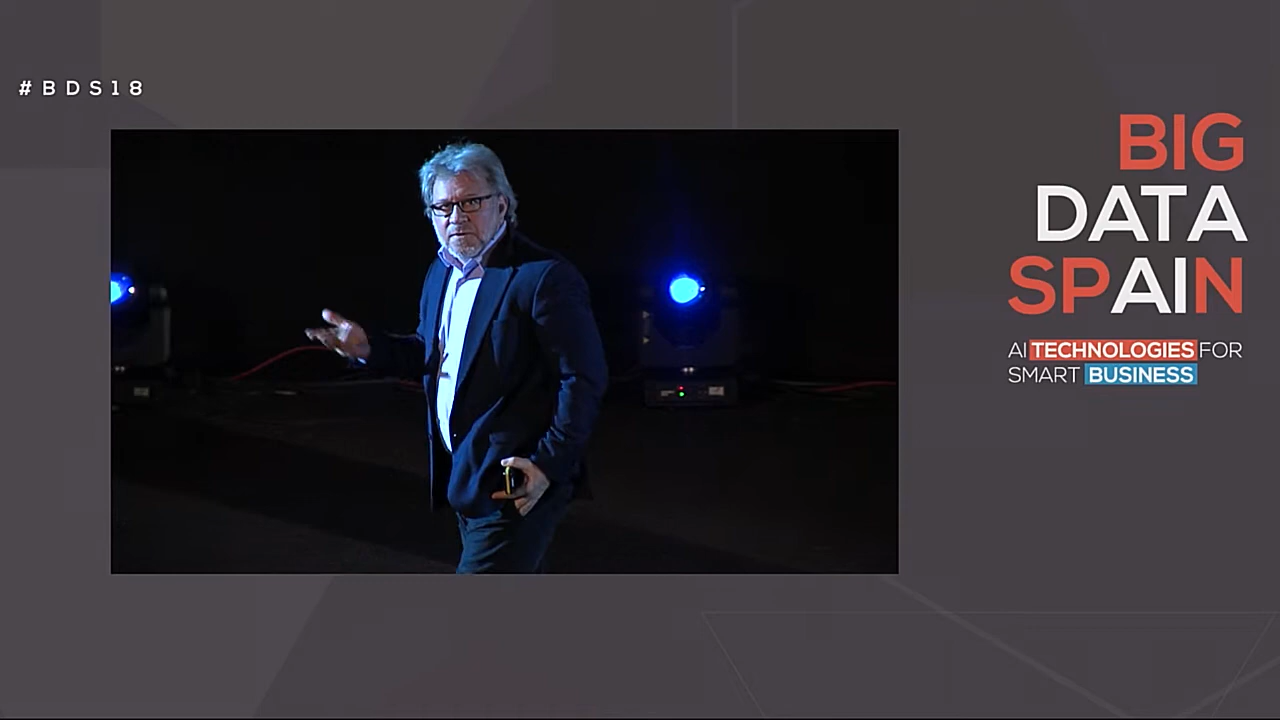 #BDS18
BIG
DATA
SPAIN
AI TECHNOLOGIES FOR
SMART BUSINESS